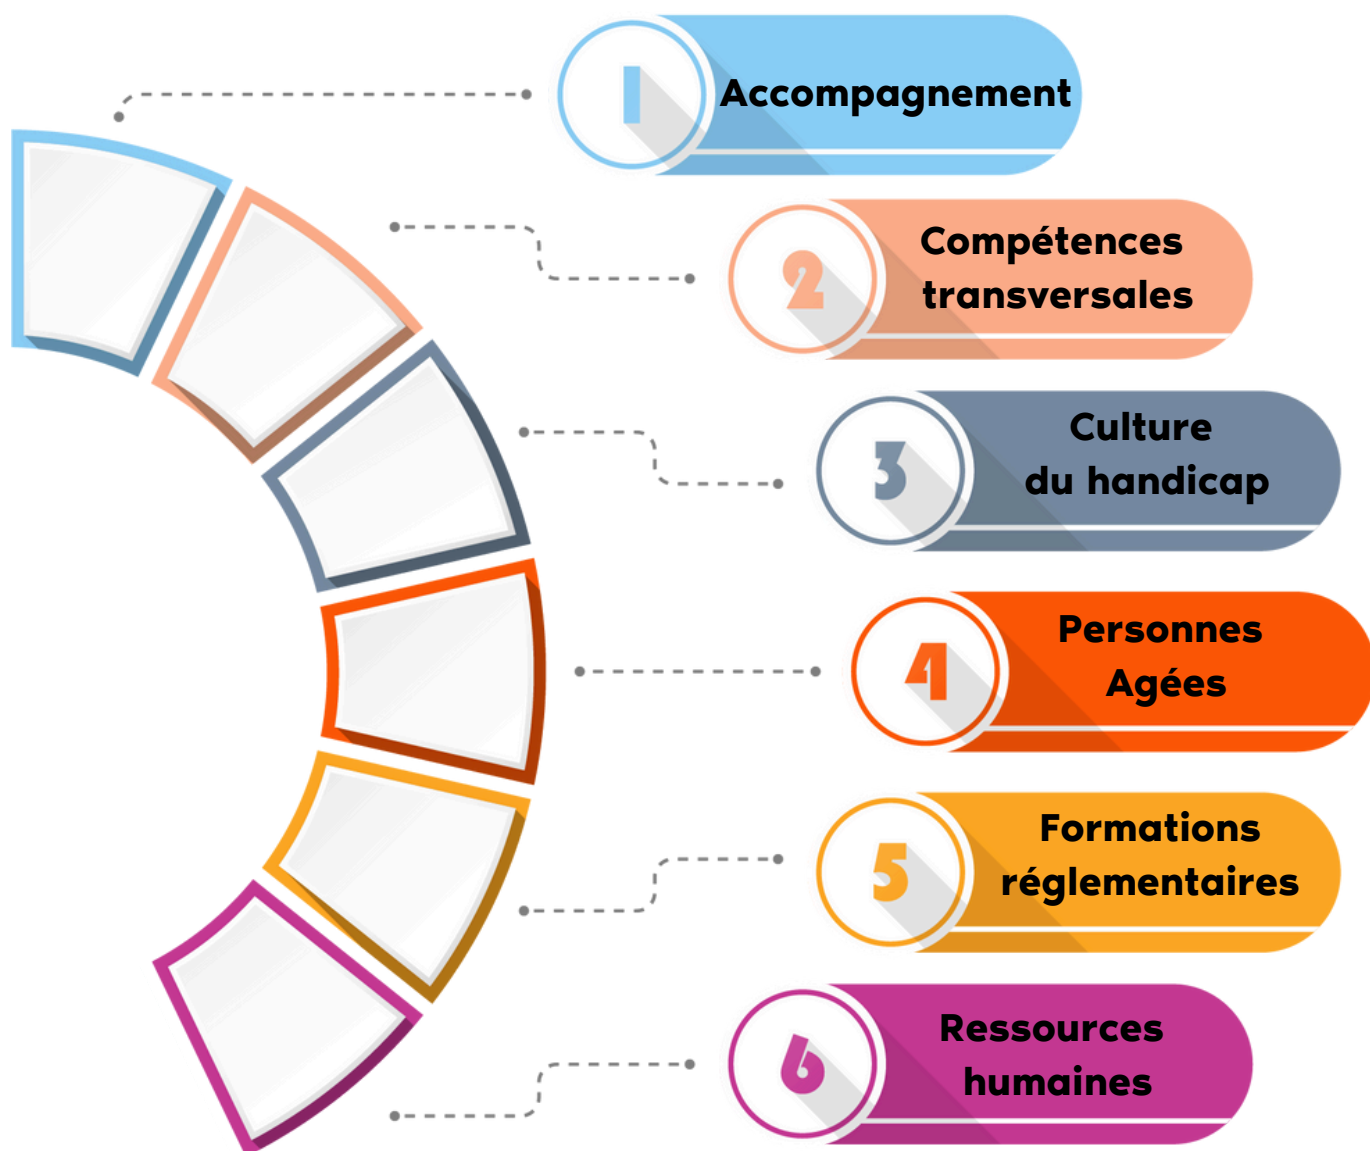 1
Accompagnement
2
Compétences
transversales
3
Culture
du handicap
4
Personnes
Agées
5
Formations
réglementaires
6
Ressources
humaines